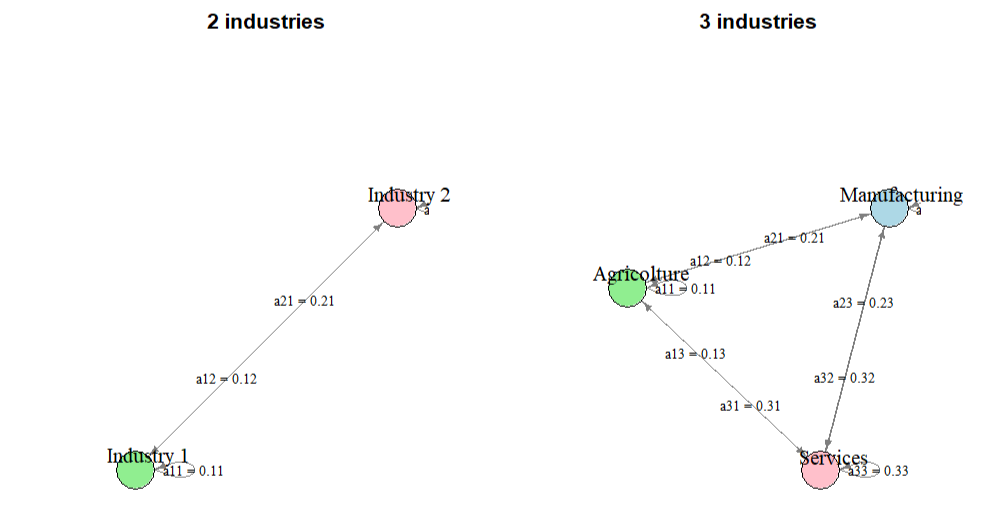 2 industries
Industry 2
a
a21 = 0.21
a12 = 0.12
Industry 1
a11 = 0.11
3 industries
Manufacturing
a
a21 = 0.21
a12 = 0.12
Agricolture
a11 = 0.11
a23 = 0.23
a13 = 0.13
a32 = 0.32
a31 = 0.31
Services
a33 = 0.33